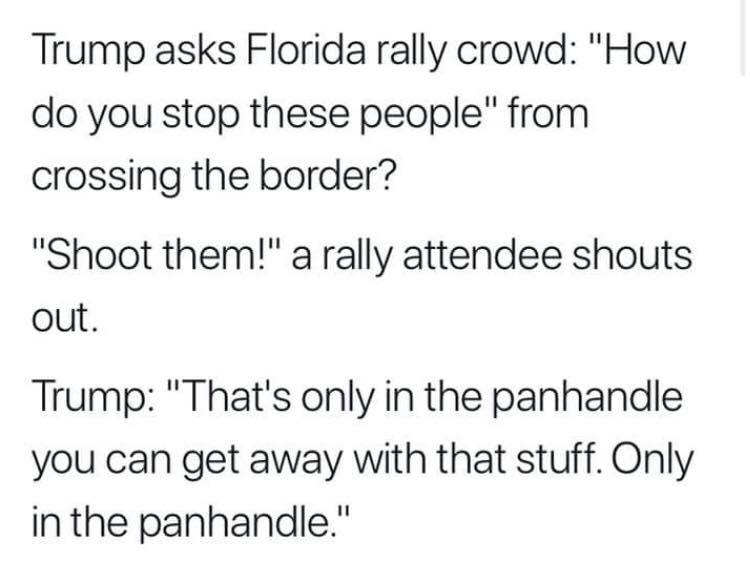 Trump asks Florida rally crowd: "How
do you stop these people" from
crossing the border?
"Shoot them!" a rally attendee shouts
out.
Trump: "That's only in the panhandle
you can get away with that stuff. Only
in the panhandle."